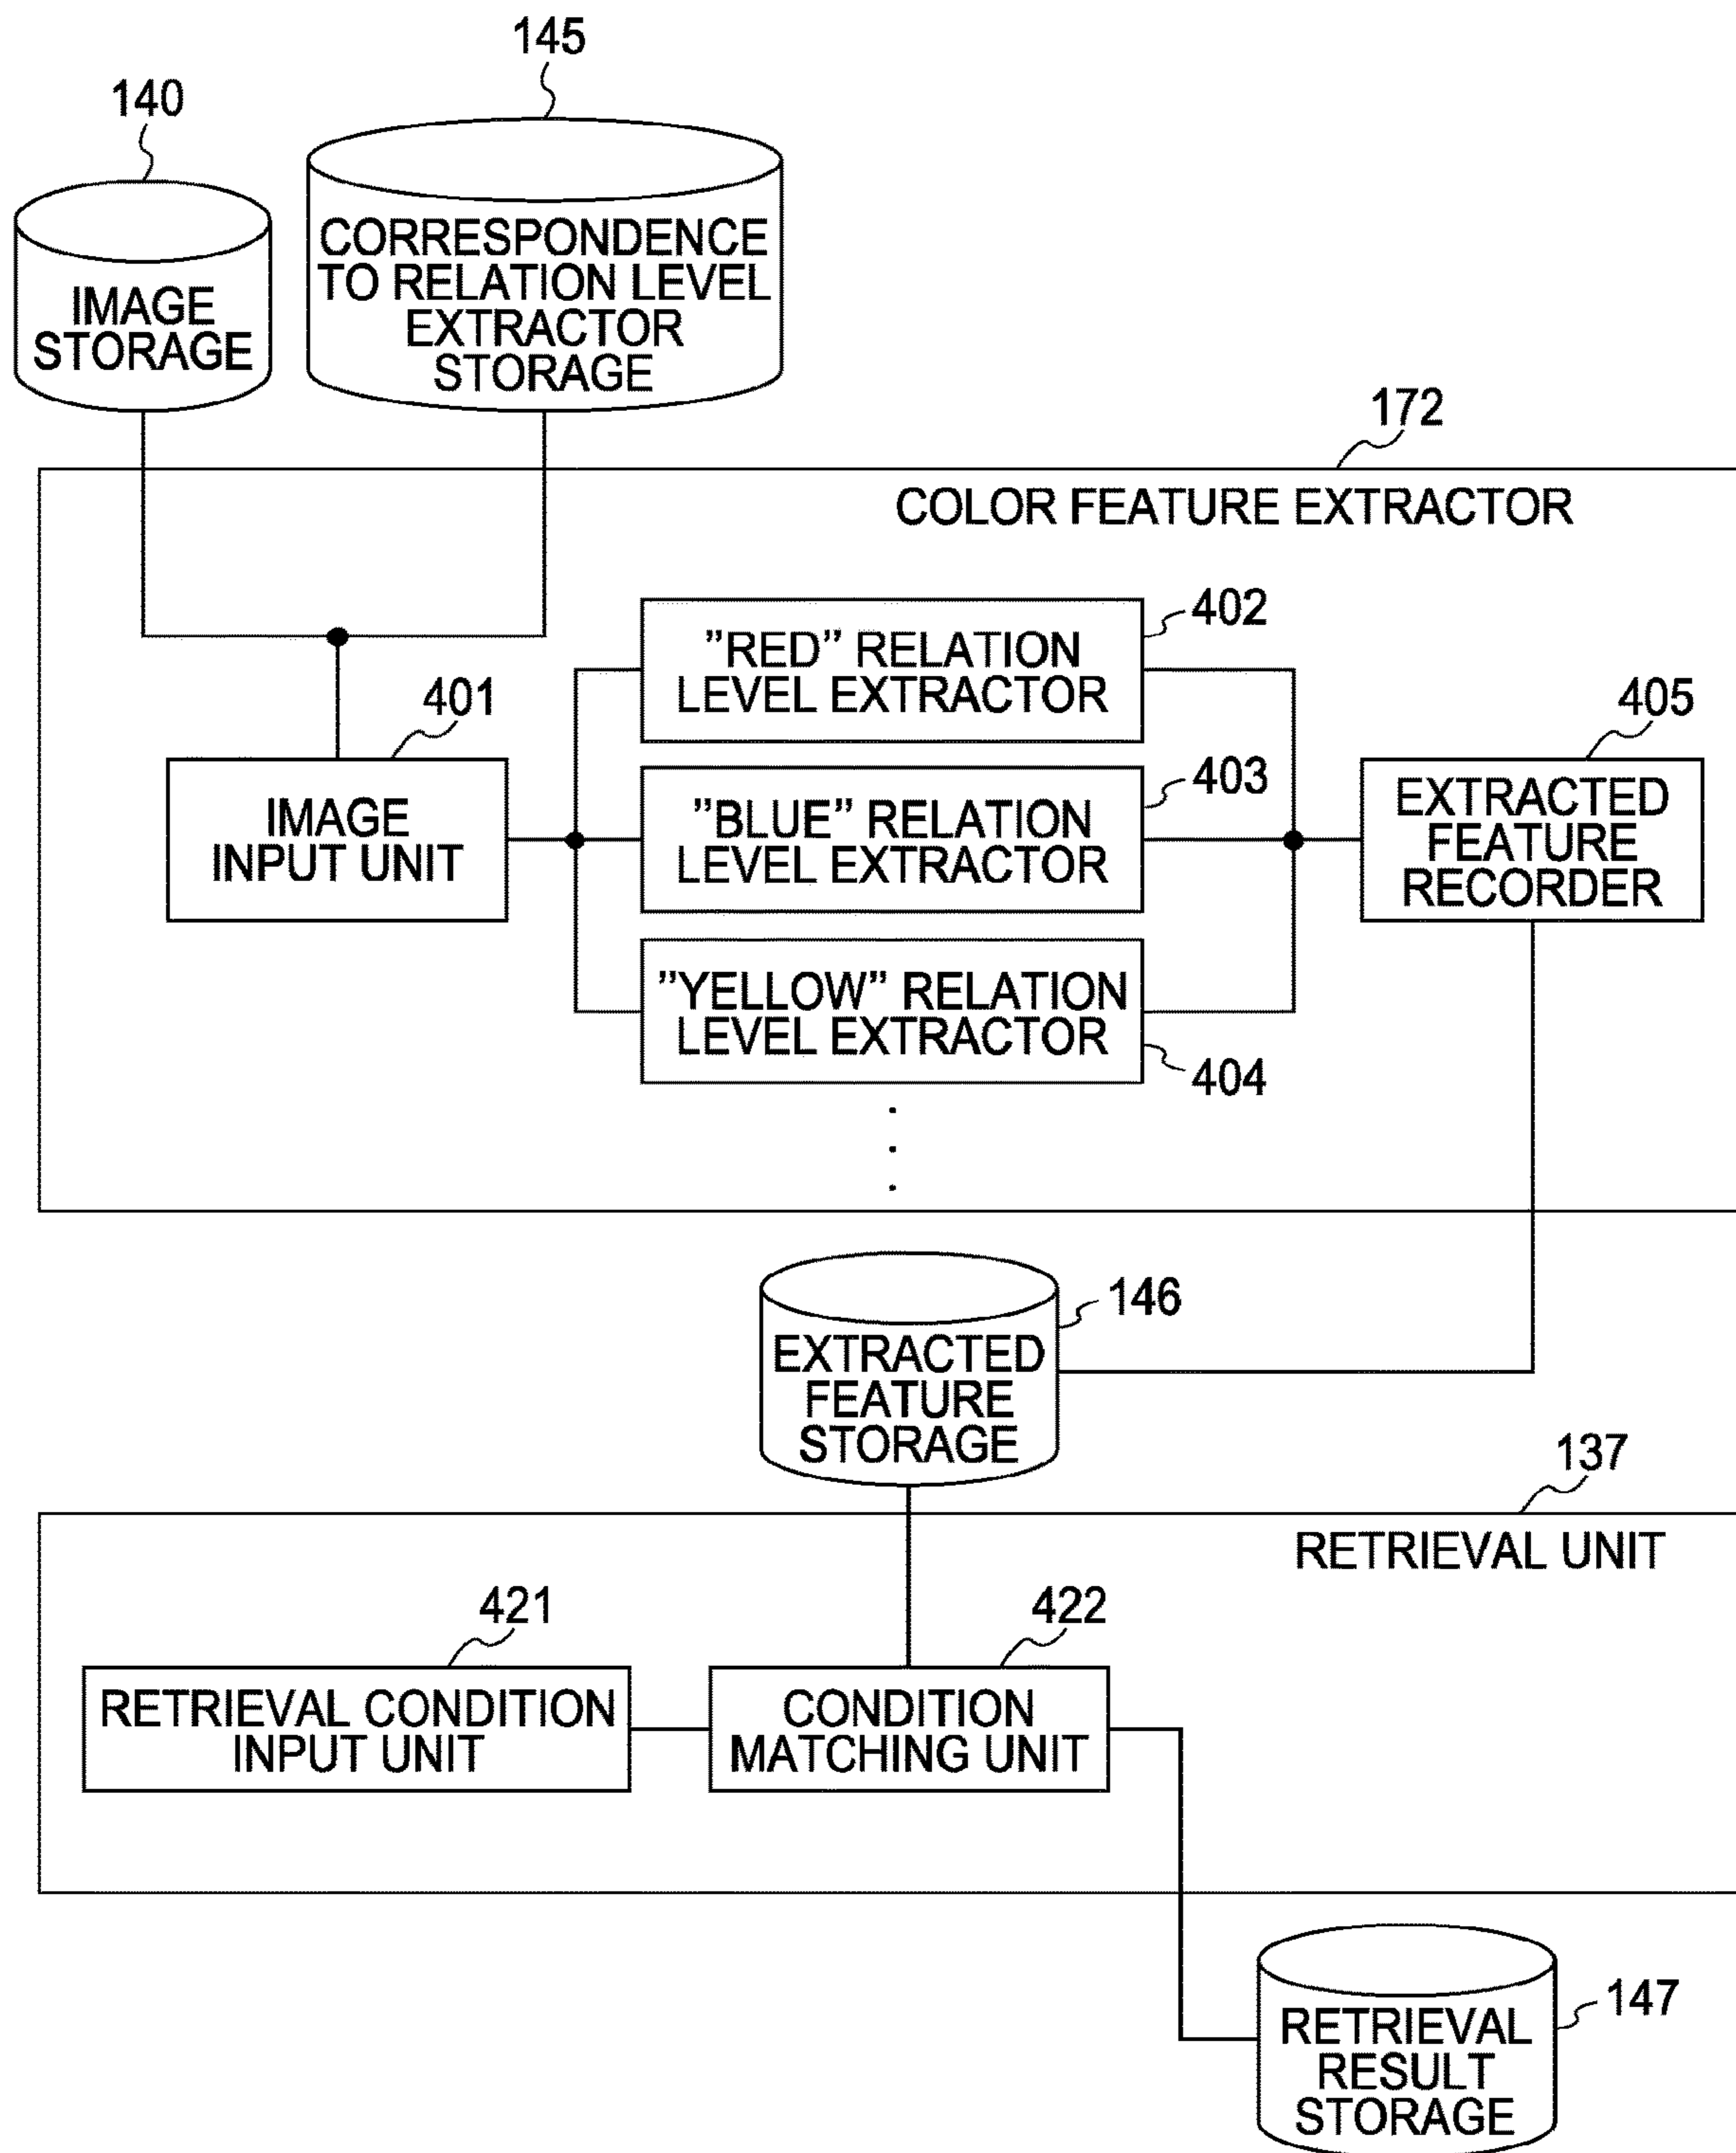 145
140
IMAGE
STORAGE
CORRESPONDENCE
TO RELATION LEVEL
EXTRACTOR
STORAGE
172
COLOR FEATURE EXTRACTOR
402
"RED" RELATION
LEVEL EXTRACTOR
401
IMAGE
INPUT UNIT
403
"BLUE" RELATION
LEVEL EXTRACTOR
405
EXTRACTED
FEATURE
RECORDER
"YELLOW" RELATION
LEVEL EXTRACTOR
404
146
EXTRACTED
FEATURE
STORAGE
137
RETRIEVAL UNIT
421
RETRIEVAL CONDITION
INPUT UNIT
422
CONDITION
MATCHING UNIT
147
RETRIEVAL
RESULT
STORAGE